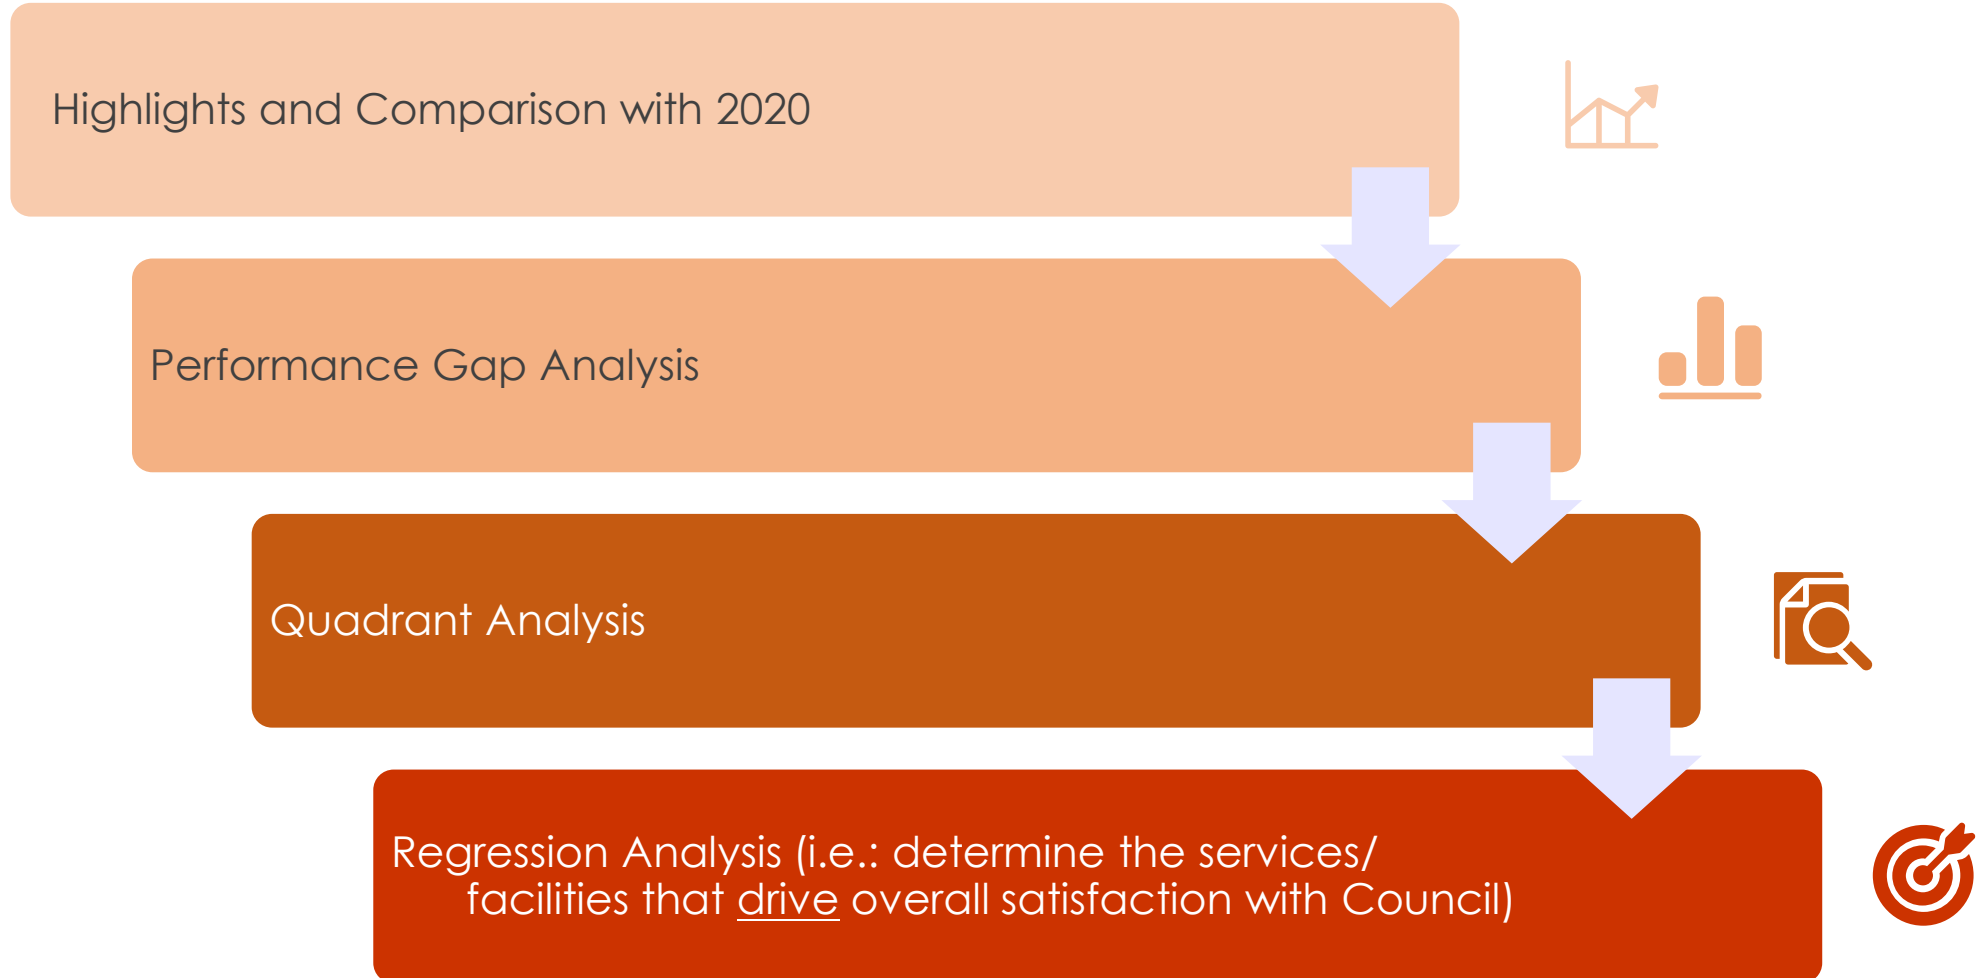 Highlights and Comparison with 2020
Performance Gap Analysis
Quadrant Analysis
Regression Analysis (i.e.: determine the services/
facilities that drive overall satisfaction with Council)